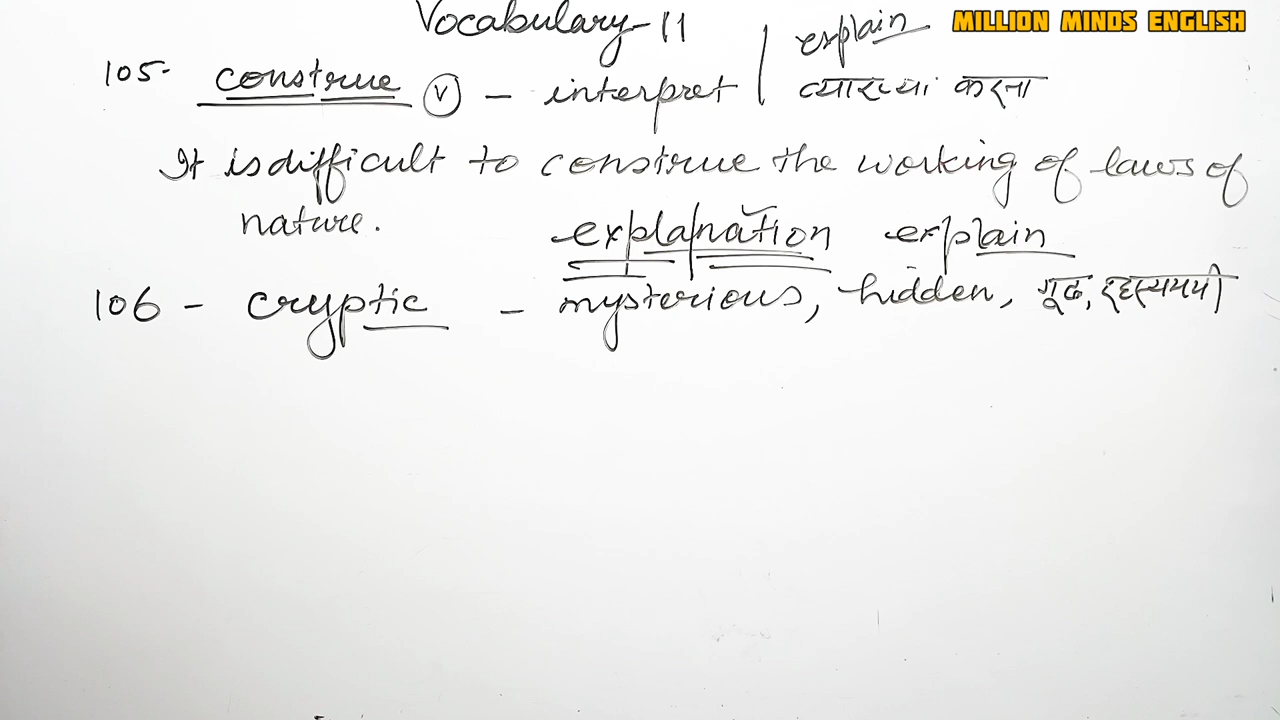 Vocabulary-11
MILLION MINDS ENGLISH
explain
105- construe (v) - interpret | व्याख्या करना
It is difficult to construe the working of laws of
nature.
explanation explain
106 - cryptic - mysterious, hidden, गूढ, रहस्यमयी